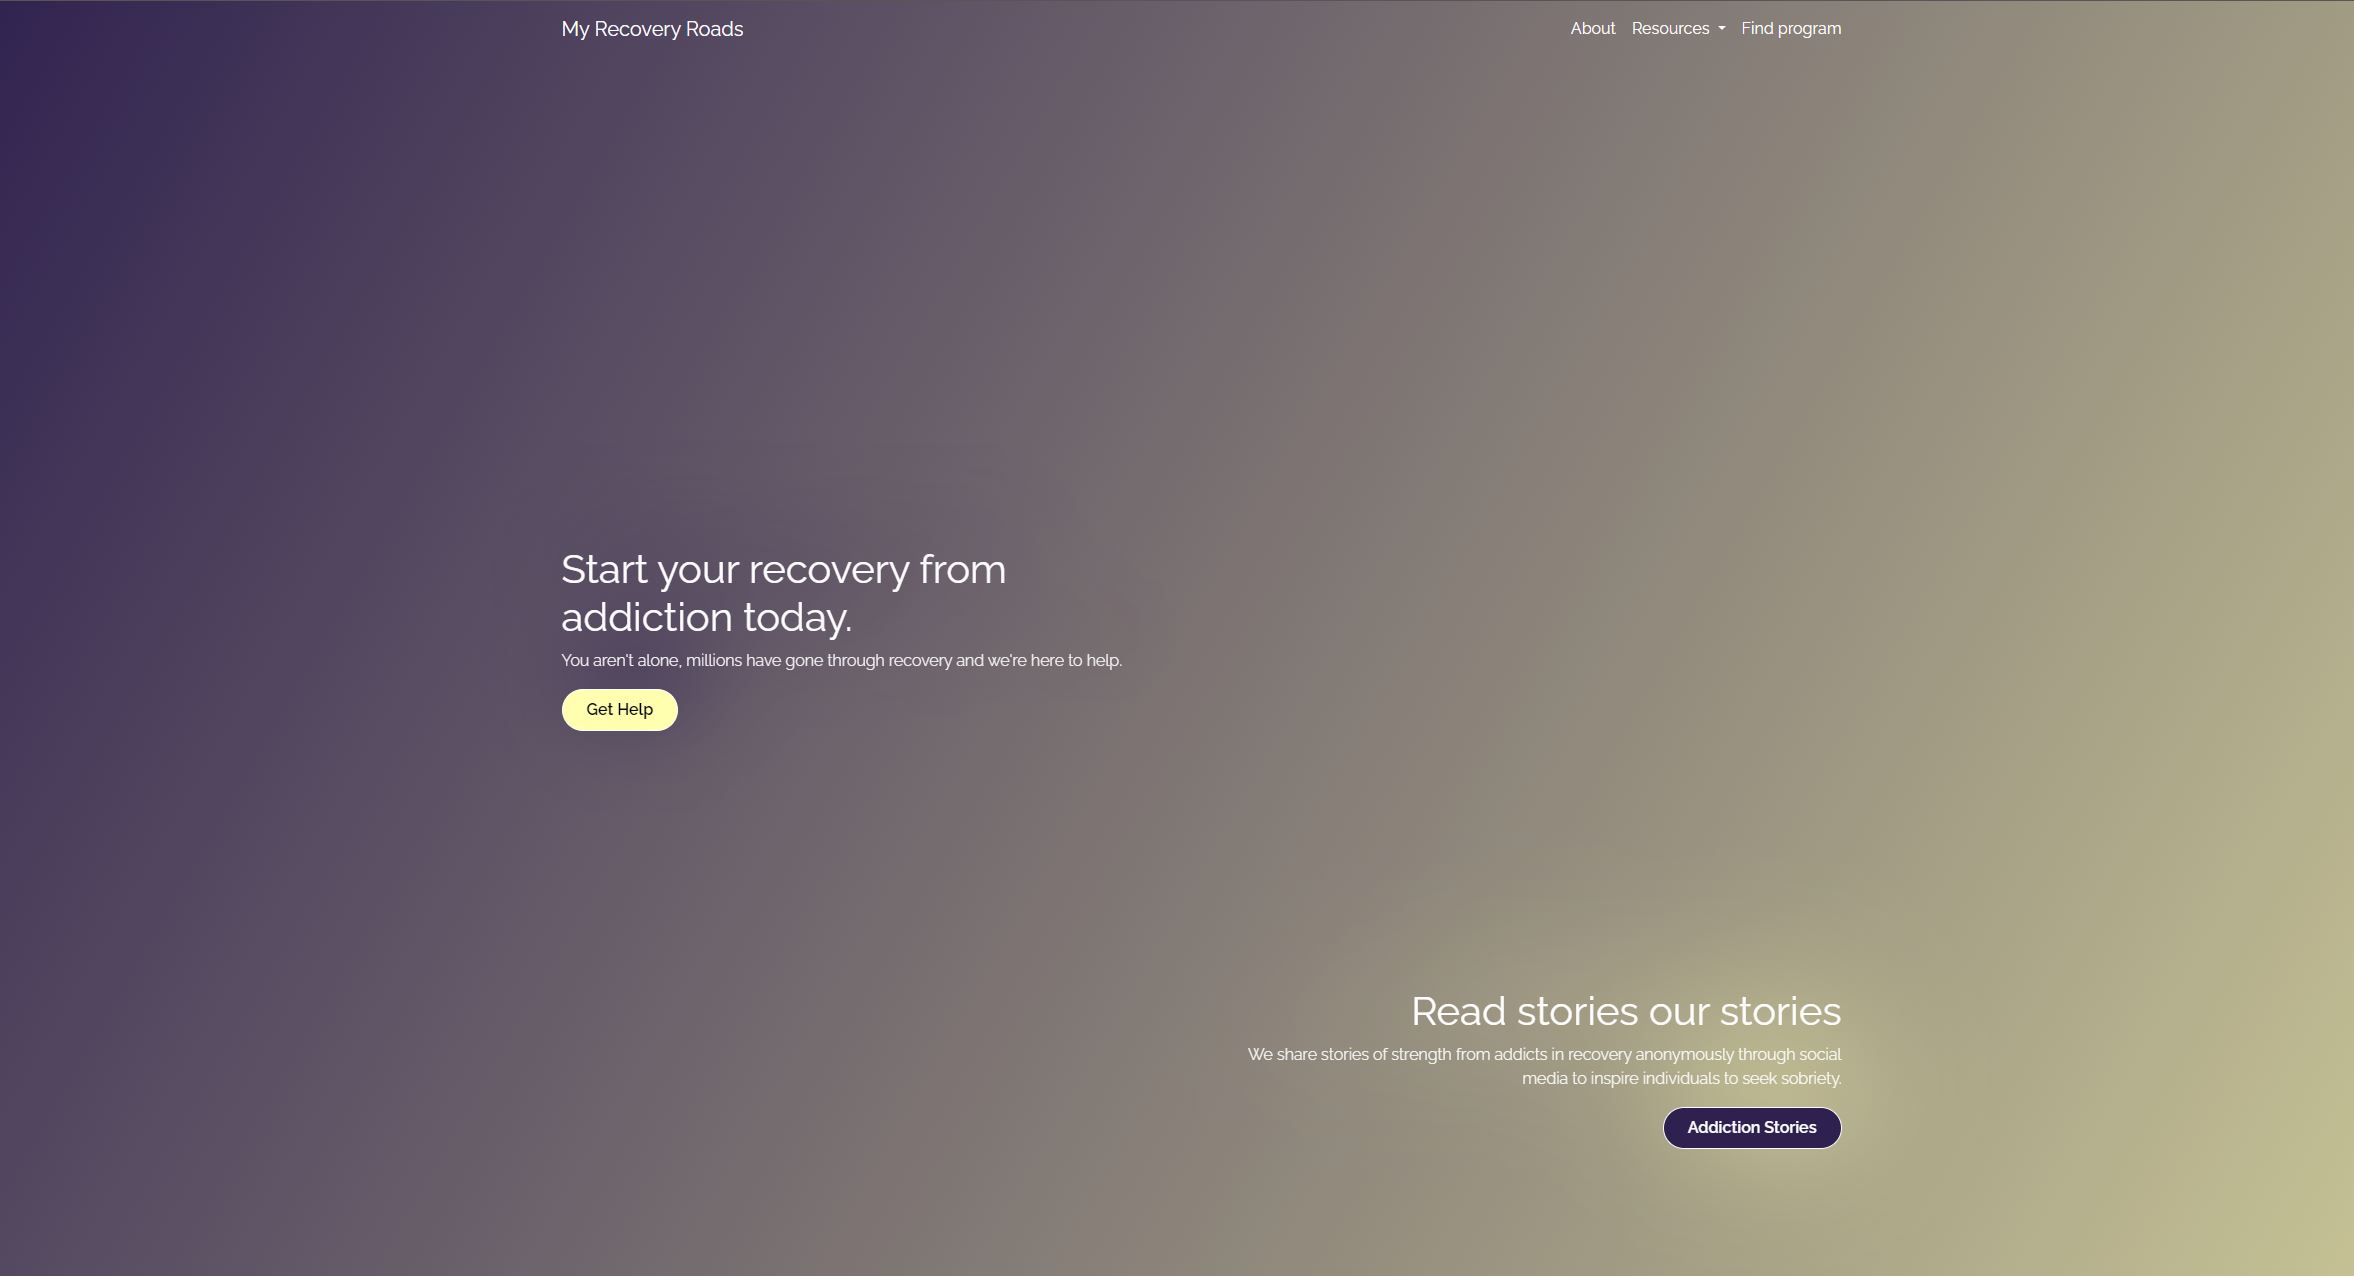 My Recovery Roads
About Resources Find program
Start your recovery from
addiction today.
You aren't alone, millions have gone through recovery and we're here to help.
Get Help
Read stories our stories
We share stories of strength from addicts in recovery anonymously through social
media to inspire individuals to seek sobriety.
Addiction Stories